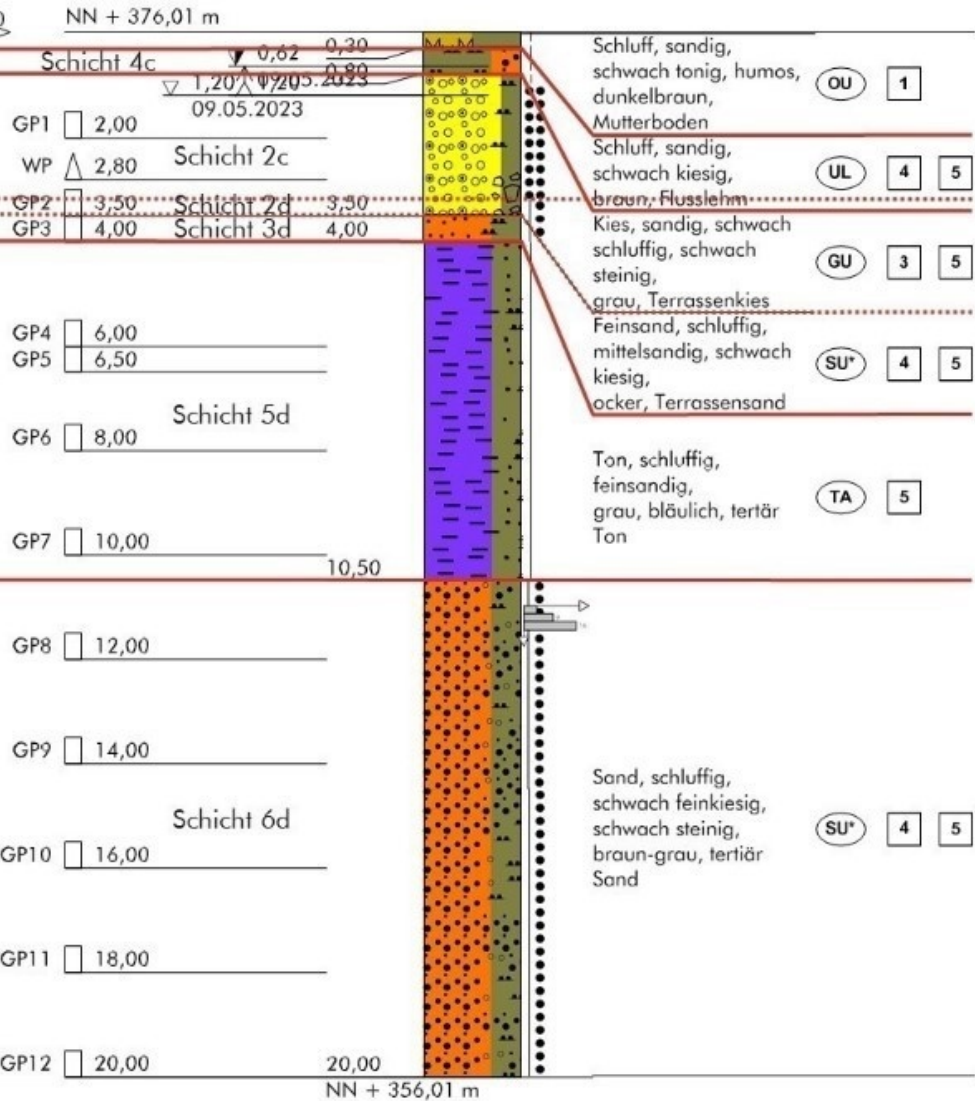 NN + 376,01 m
Schicht 4c
0,62 0,30
0,80
09.05.2023
1,20 1,20
09.05.2023
GP1 2,00
Schicht 2c
WP 2,80
GP2 3,50 Schicht 2d 3,50
GP3 4,00 Schicht 3d 4,00
GP4 6,00
GP5 6,50
Schicht 5d
GP6 8,00
GP7 10,00
10,50
GP8 12,00
GP9 14,00
Schicht 6d
GP10 16,00
GP11 18,00
GP12 20,00 20,00
NN + 356,01 m
Schluff, sandig,
schwach tonig, humos,
dunkelbraun,
Mutterboden
OU 1
Schluff, sandig,
schwach kiesig,
braun, Flusslehm
UL 4 5
Kies, sandig, schwach
schluffig, schwach
steinig,
grau, Terrassenkies
GU 3 5
Feinsand, schluffig,
mittelsandig, schwach
kiesig,
ocker, Terrassensand
SU* 4 5
Ton, schluffig,
feinsandig,
grau, bläulich, tertär
Ton
TA 5
Sand, schluffig,
schwach feinkiesig,
schwach steinig,
braun-grau, tertiär
Sand
SU* 4 5